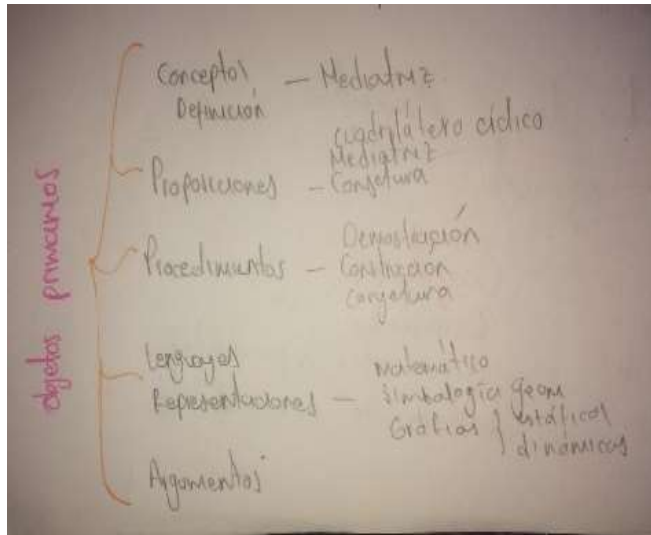 objetos primarios
Conceptos — Mediatriz
Definición
cuadrilátero cíclico
Mediatriz
Proposiciones — Conjetura
Demostración
Procedimientos — Construcción
Conjetura
Lenguajes
Matemático
Representaciones — Simbología geom
Gráficas { estáticas
dinámicas
Argumentos